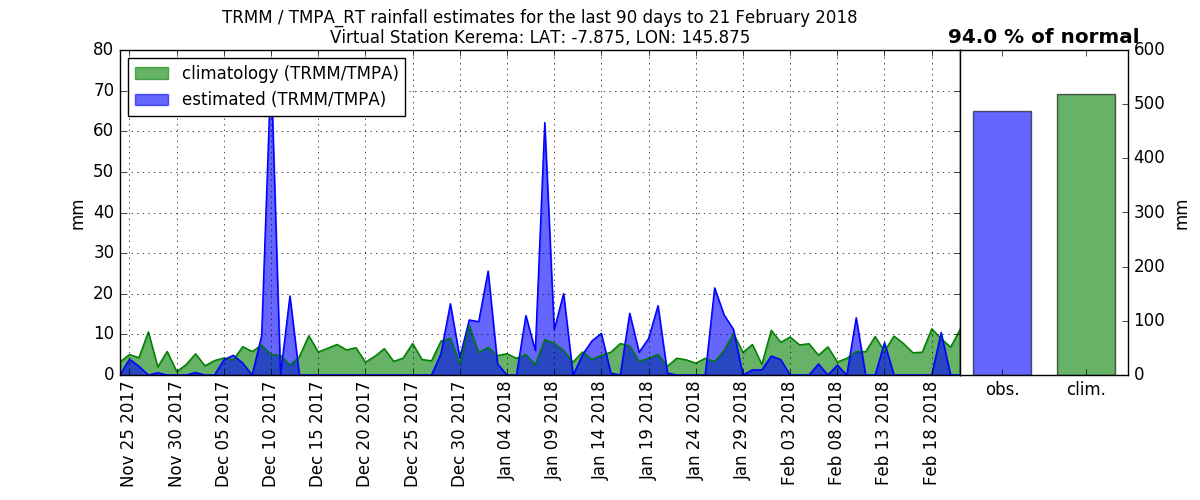 TRMM / TMPA_RT rainfall estimates for the last 90 days to 21 February 2018
Virtual Station Kerema: LAT: -7.875, LON: 145.875
94.0 % of normal
climatology (TRMM/TMPA)
estimated (TRMM/TMPA)
mm
80
70
60
50
40
30
20
10
0
Nov 25 2017
Nov 30 2017
Dec 05 2017
Dec 10 2017
Dec 15 2017
Dec 20 2017
Dec 25 2017
Dec 30 2017
Jan 04 2018
Jan 09 2018
Jan 14 2018
Jan 19 2018
Jan 24 2018
Jan 29 2018
Feb 03 2018
Feb 08 2018
Feb 13 2018
Feb 18 2018
obs.
clim.
600
500
400
300
200
100
0
mm